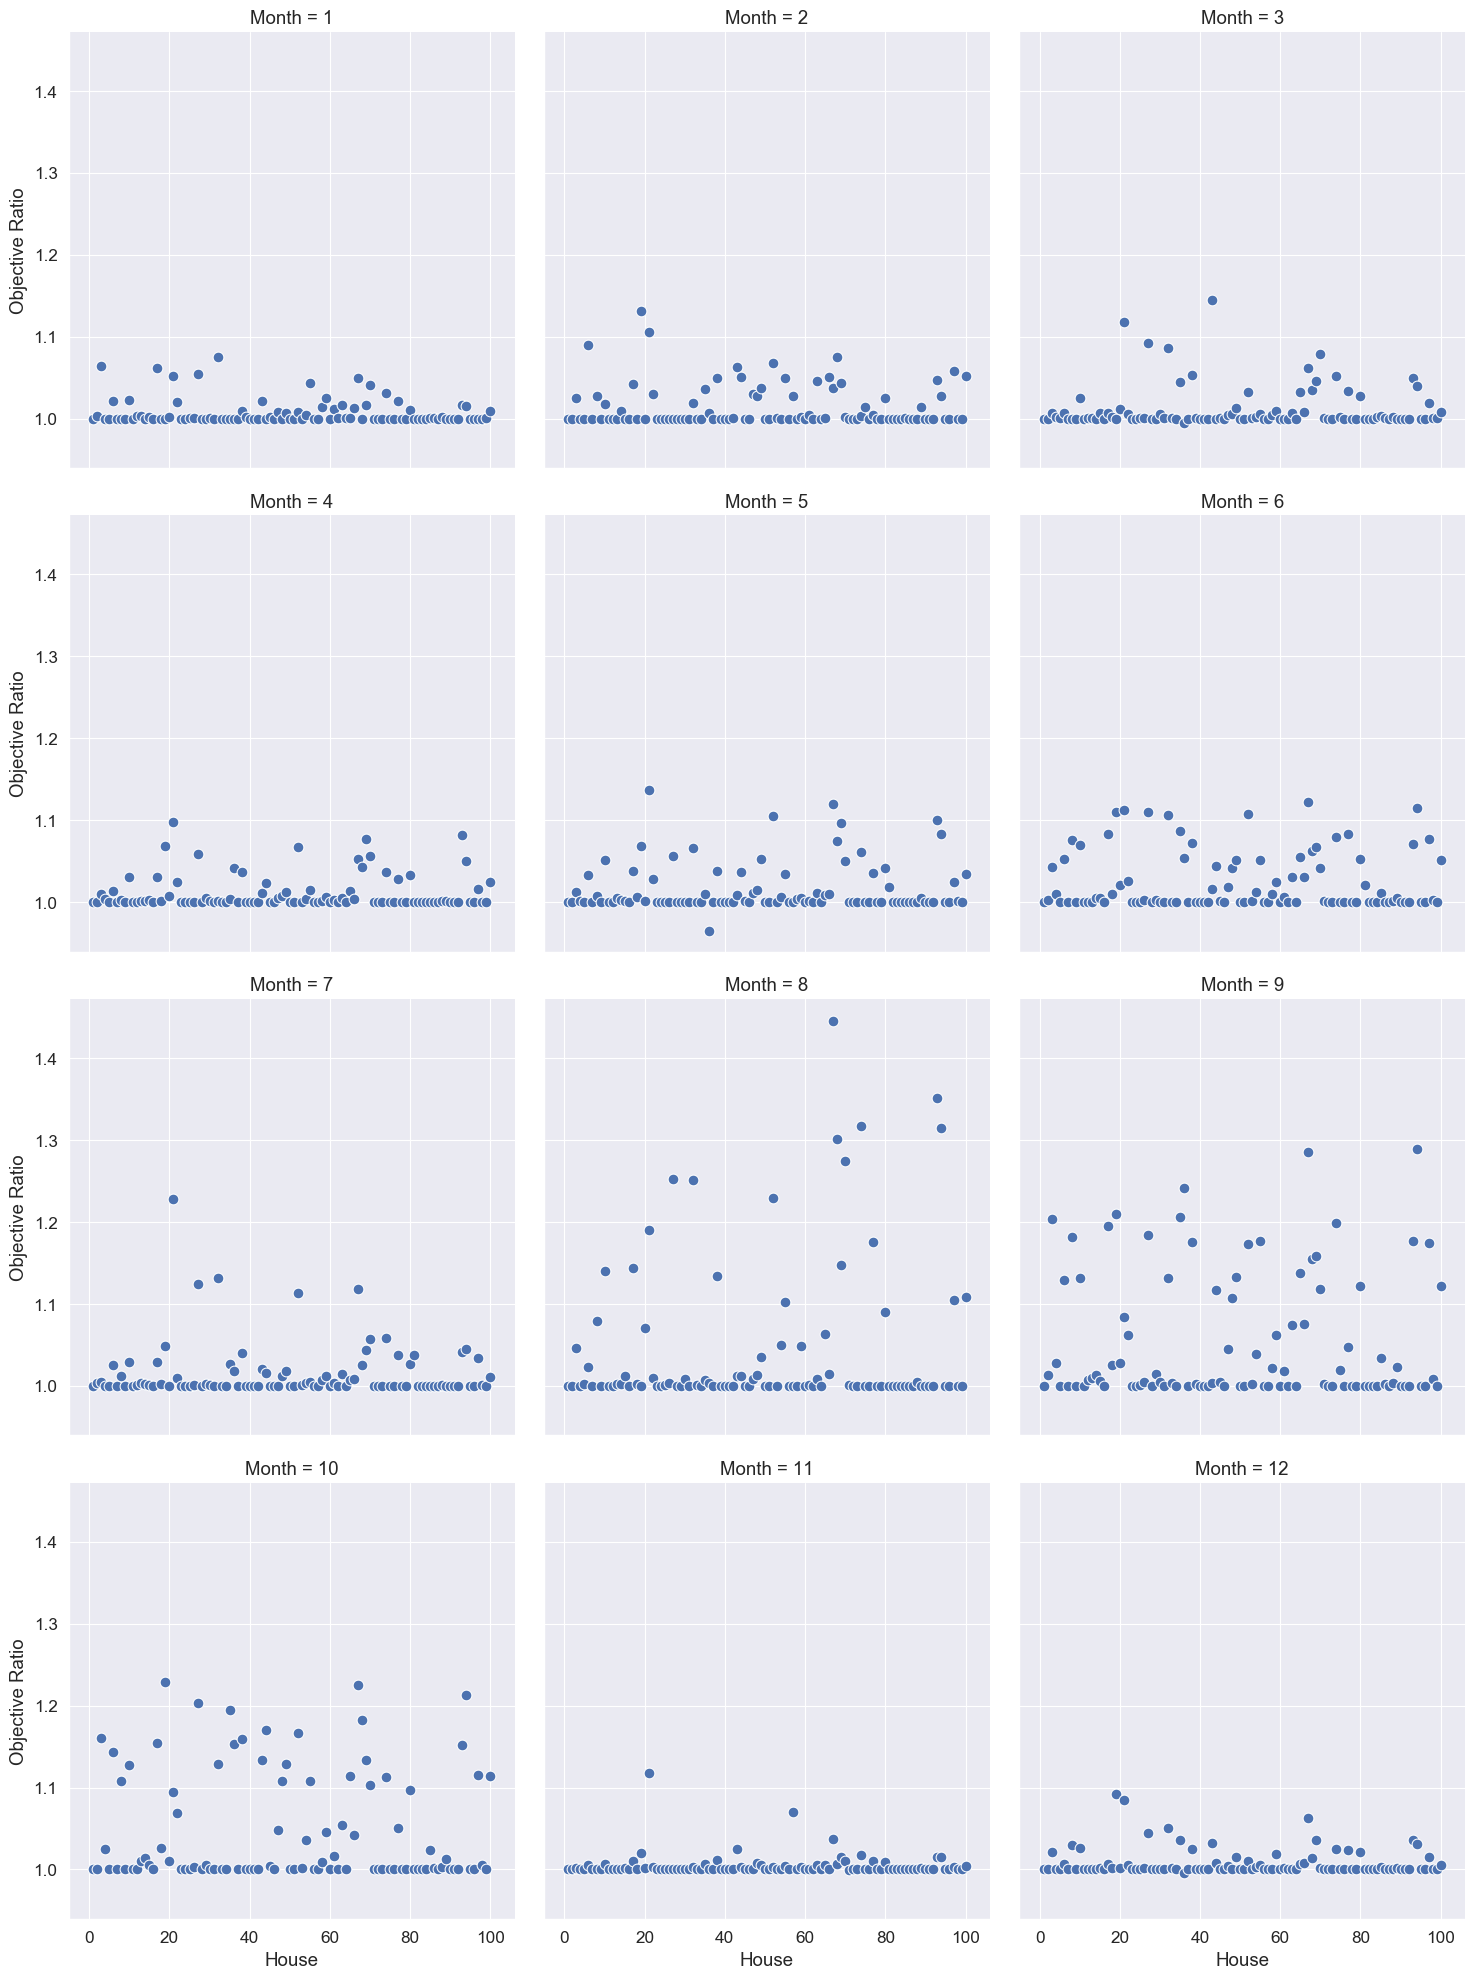 Month = 1
Month = 2
Month = 3
1.4
1.3
1.2
1.1
1.0
Objective Ratio
Month = 4
Month = 5
Month = 6
1.4
1.3
1.2
1.1
1.0
Objective Ratio
Month = 7
Month = 8
Month = 9
1.4
1.3
1.2
1.1
1.0
Objective Ratio
Month = 10
Month = 11
Month = 12
1.4
1.3
1.2
1.1
1.0
Objective Ratio
0 20 40 60 80 100
0 20 40 60 80 100
0 20 40 60 80 100
House
House
House